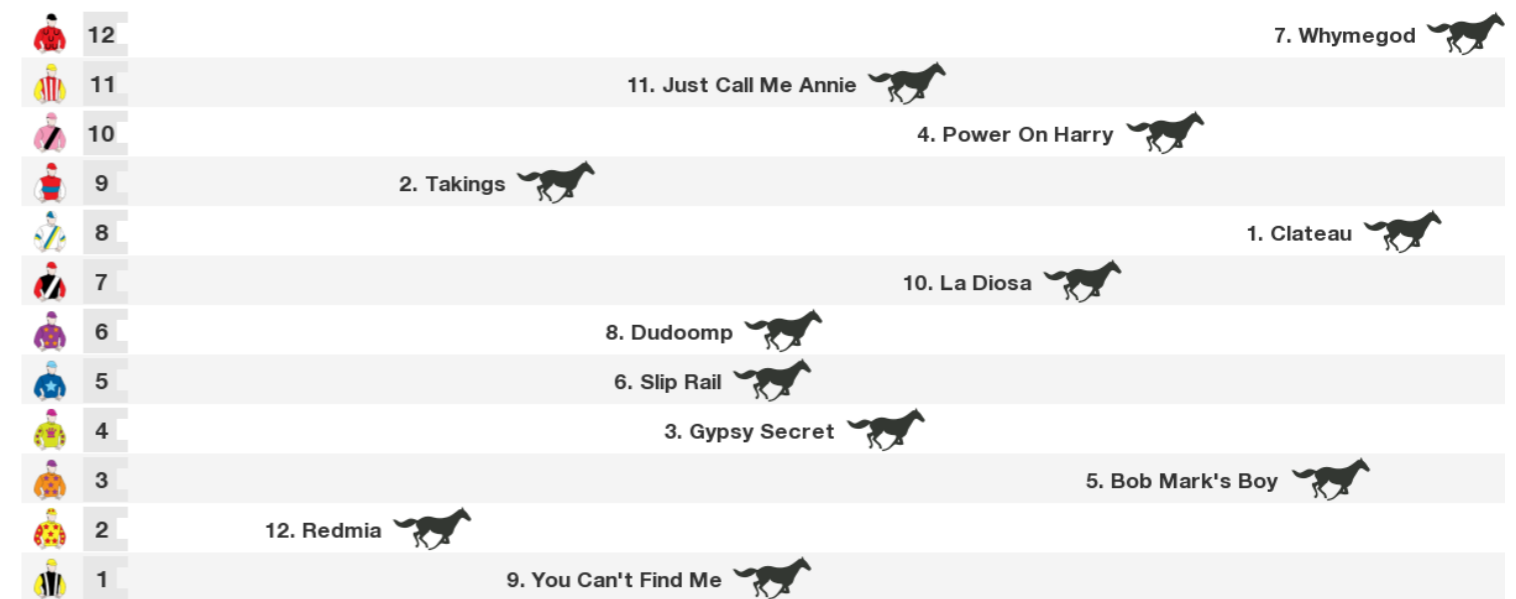 12 7. Whymegod
11 11. Just Call Me Annie
10 4. Power On Harry
9 2. Takings
8 1. Clateau
7 10. La Diosa
6 8. Dudoomp
5 6. Slip Rail
4 3. Gypsy Secret
3 5. Bob Mark's Boy
2 12. Redmia
1 9. You Can't Find Me